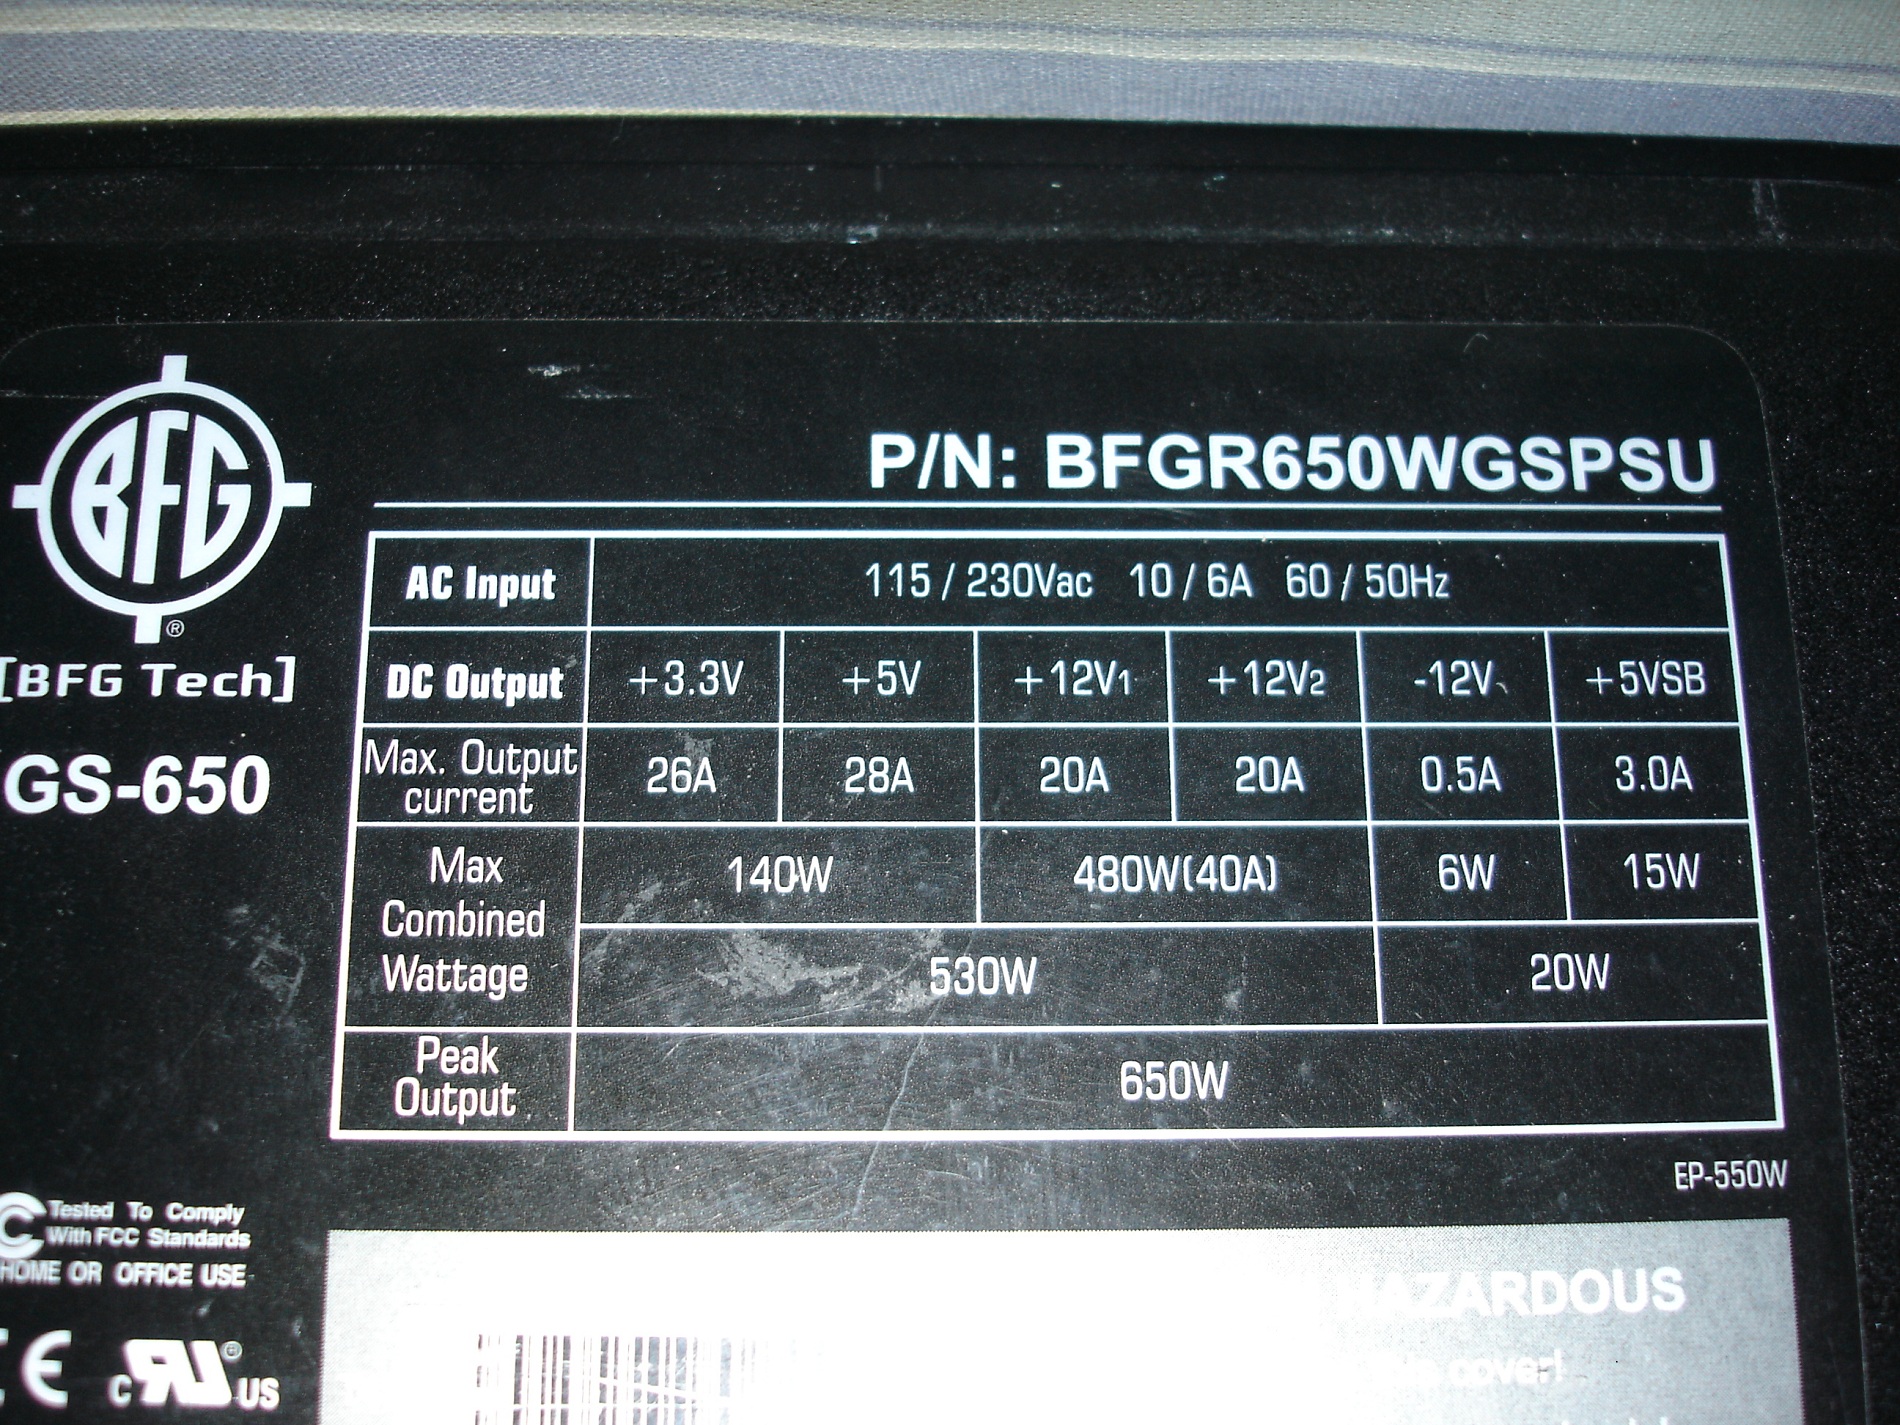 BFG
®
[BFG Tech]
GS-650
P/N: BFGR650WGSPSU
AC Input 115 / 230Vac 10 / 6A 60 / 50Hz
DC Output +3.3V +5V +12V1 +12V2 -12V +5VSB
Max. Output current 26A 28A 20A 20A 0.5A 3.0A
Max Combined Wattage 140W 480W(40A) 6W 15W
530W 20W
Peak Output 650W
EP-550W
Tested To Comply
With FCC Standards
HOME OR OFFICE USE
CE c RU ® US
HAZARDOUS
cover!